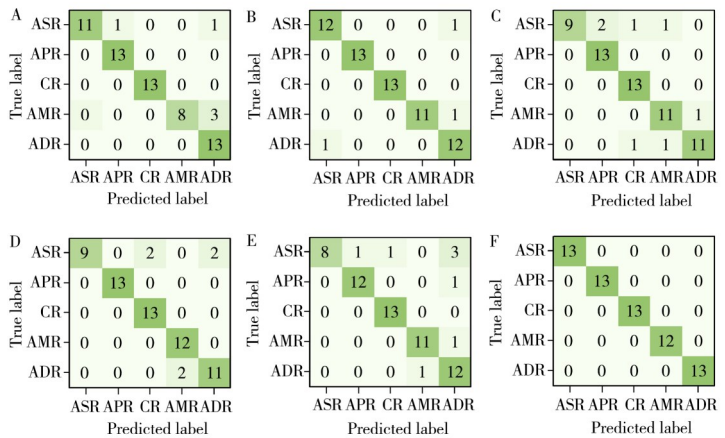 A
True label
ASR 11 1 0 0 1
APR 0 13 0 0 0
CR 0 0 13 0 0
AMR 0 0 8 3
ADR 0 0 0 0 13
ASR APR CR AMR ADR
Predicted label
B
True label
ASR 12 0 0 0 1
APR 0 13 0 0 0
CR 0 0 13 0 0
AMR 0 0 0 11 1
ADR 1 0 0 0 12
ASR APR CR AMR ADR
Predicted label
C
True label
ASR 9 2 1 1 0
APR 0 13 0 0 0
CR 0 0 13 0 0
AMR 0 0 0 11 1
ADR 0 0 1 1 11
ASR APR CR AMR ADR
Predicted label
D
True label
ASR 9 0 2 0 2
APR 0 13 0 0 0
CR 0 0 13 0 0
AMR 0 0 0 12 0
ADR 0 0 0 2 11
ASR APR CR AMR ADR
Predicted label
E
True label
ASR 8 1 1 0 3
APR 0 12 0 0 1
CR 0 0 13 0 0
AMR 0 0 0 11 1
ADR 0 0 0 1 12
ASR APR CR AMR ADR
Predicted label
F
True label
ASR 13 0 0 0 0
APR 0 13 0 0 0
CR 0 0 13 0 0
AMR 0 0 0 12 0
ADR 0 0 0 0 13
ASR APR CR AMR ADR
Predicted label